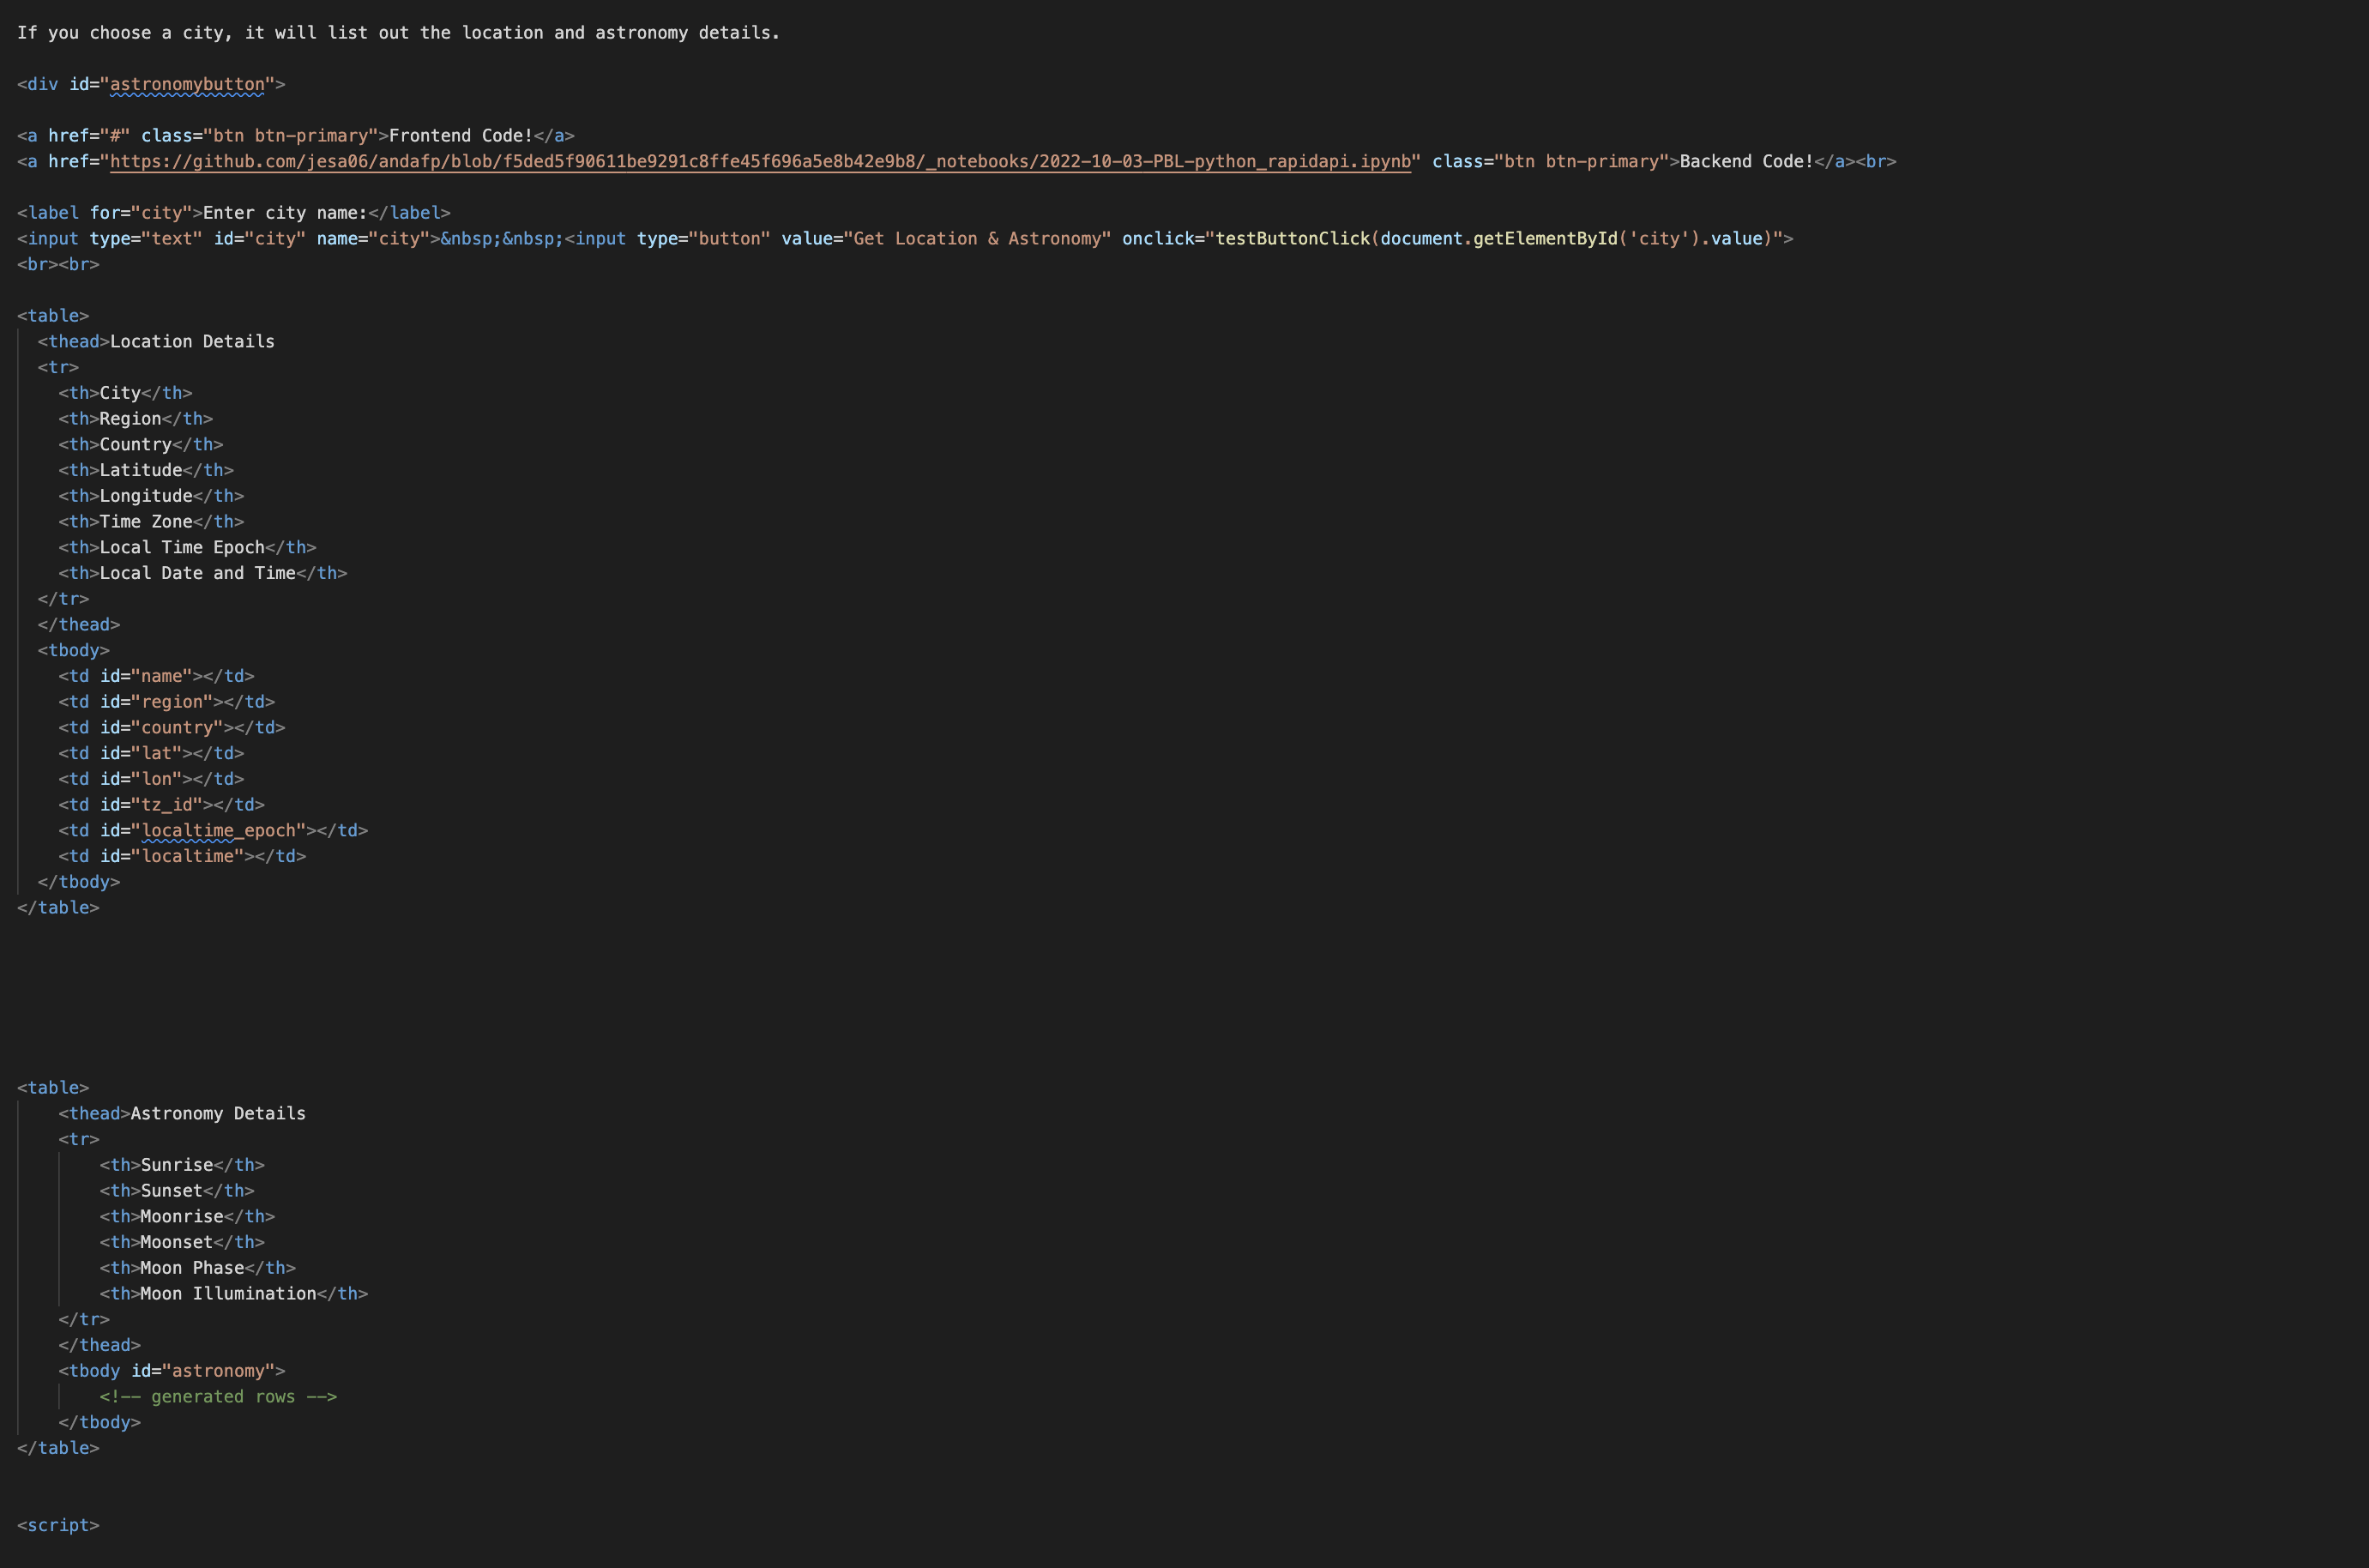 If you choose a city, it will list out the location and astronomy details.
<div id="astronomybutton">
<a href="#" class="btn btn-primary">Frontend Code!</a>
<a href="https://github.com/jesa06/andafp/blob/f5ded5f90611be9291c8ffe45f696a5e8b42e9b8/_notebooks/2022-10-03-PBL-python_rapidapi.ipynb" class="btn btn-primary">Backend Code!</a><br>
<label for="city">Enter city name:</label>
<input type="text" id="city" name="city">&nbsp;&nbsp;<input type="button" value="Get Location & Astronomy" onclick="testButtonClick(document.getElementById('city').value)">
<br><br>
<table>
<thead>Location Details
<tr>
<th>City</th>
<th>Region</th>
<th>Country</th>
<th>Latitude</th>
<th>Longitude</th>
<th>Time Zone</th>
<th>Local Time Epoch</th>
<th>Local Date and Time</th>
</tr>
</thead>
<tbody>
<td id="name"></td>
<td id="region"></td>
<td id="country"></td>
<td id="lat"></td>
<td id="lon"></td>
<td id="tz_id"></td>
<td id="localtime_epoch"></td>
<td id="localtime"></td>
</tbody>
</table>
<table>
<thead>Astronomy Details
<tr>
<th>Sunrise</th>
<th>Sunset</th>
<th>Moonrise</th>
<th>Moonset</th>
<th>Moon Phase</th>
<th>Moon Illumination</th>
</tr>
</thead>
<tbody id="astronomy">
<!-- generated rows -->
</tbody>
</table>
<script>